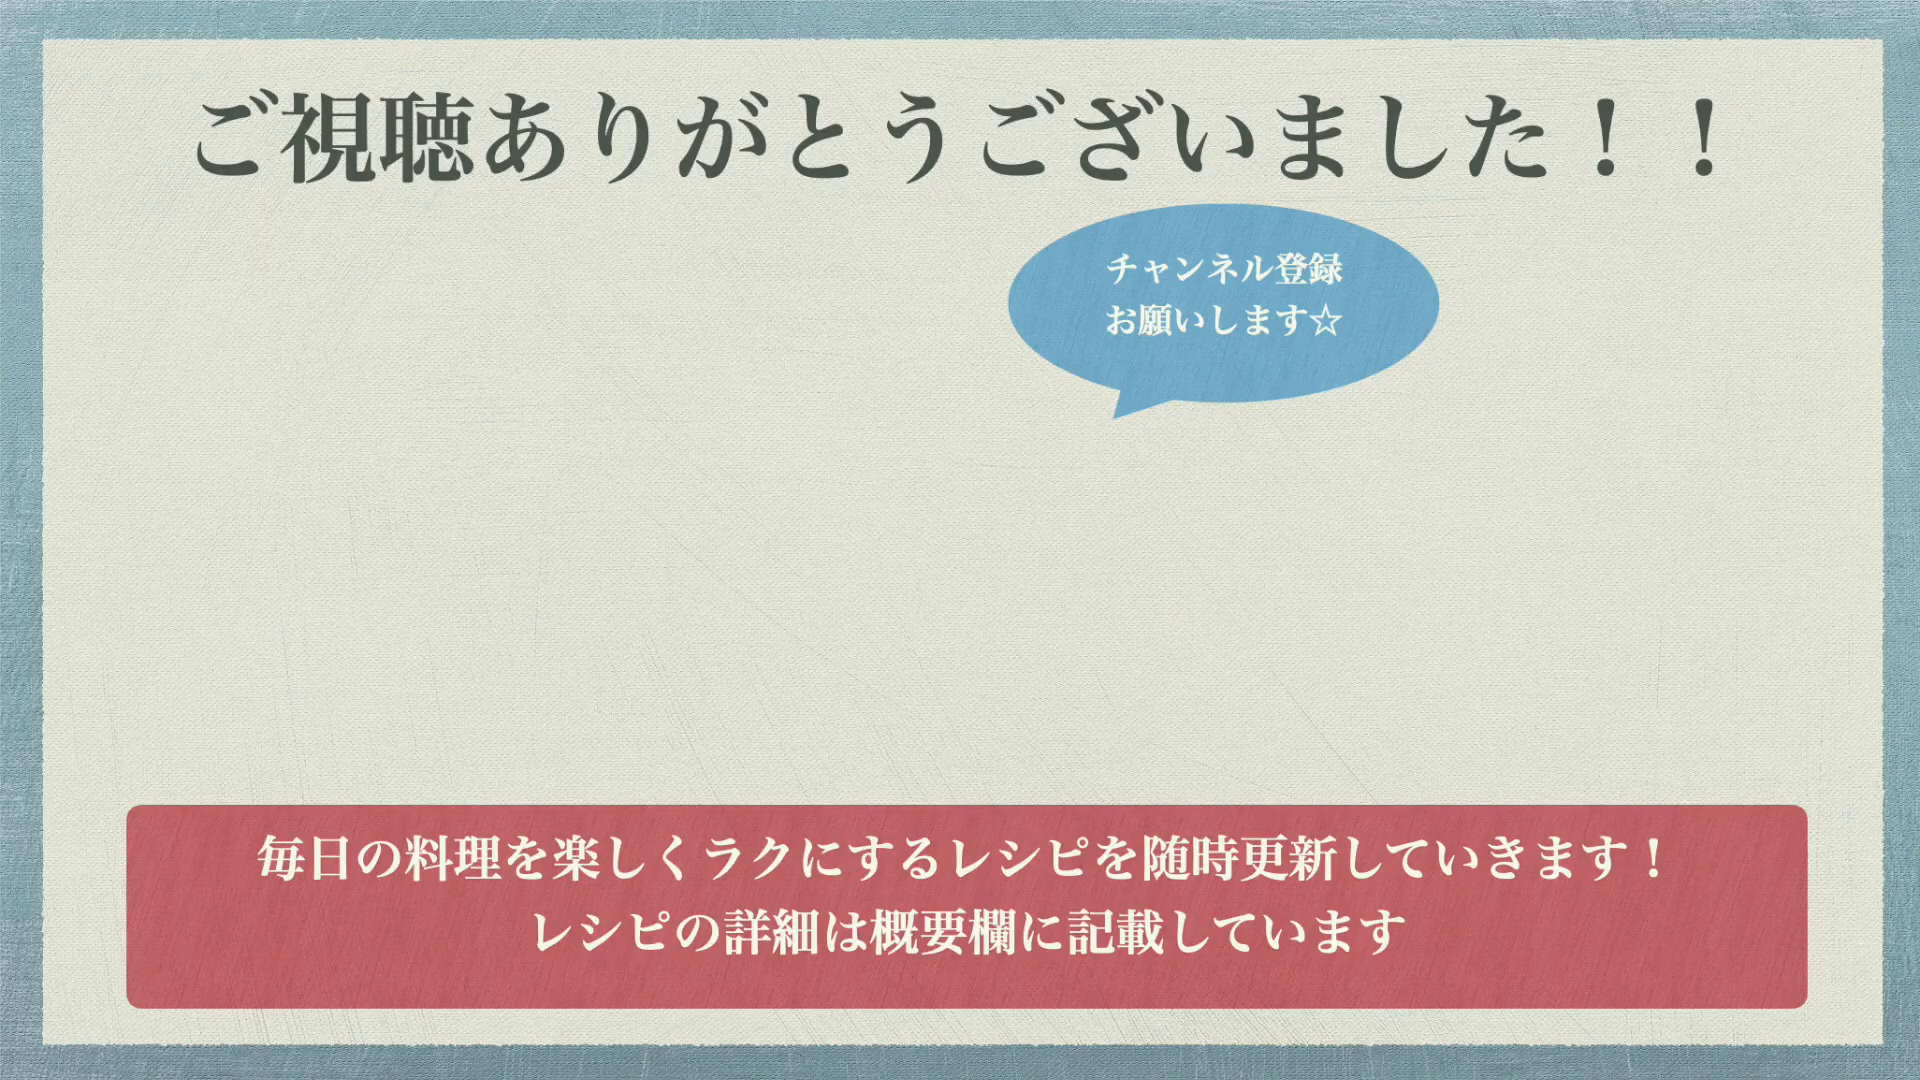 ご視聴ありがとうございました！！
チャンネル登録
お願いします☆
毎日の料理を楽しくラクにするレシピを随時更新していきます！
レシピの詳細は概要欄に記載しています